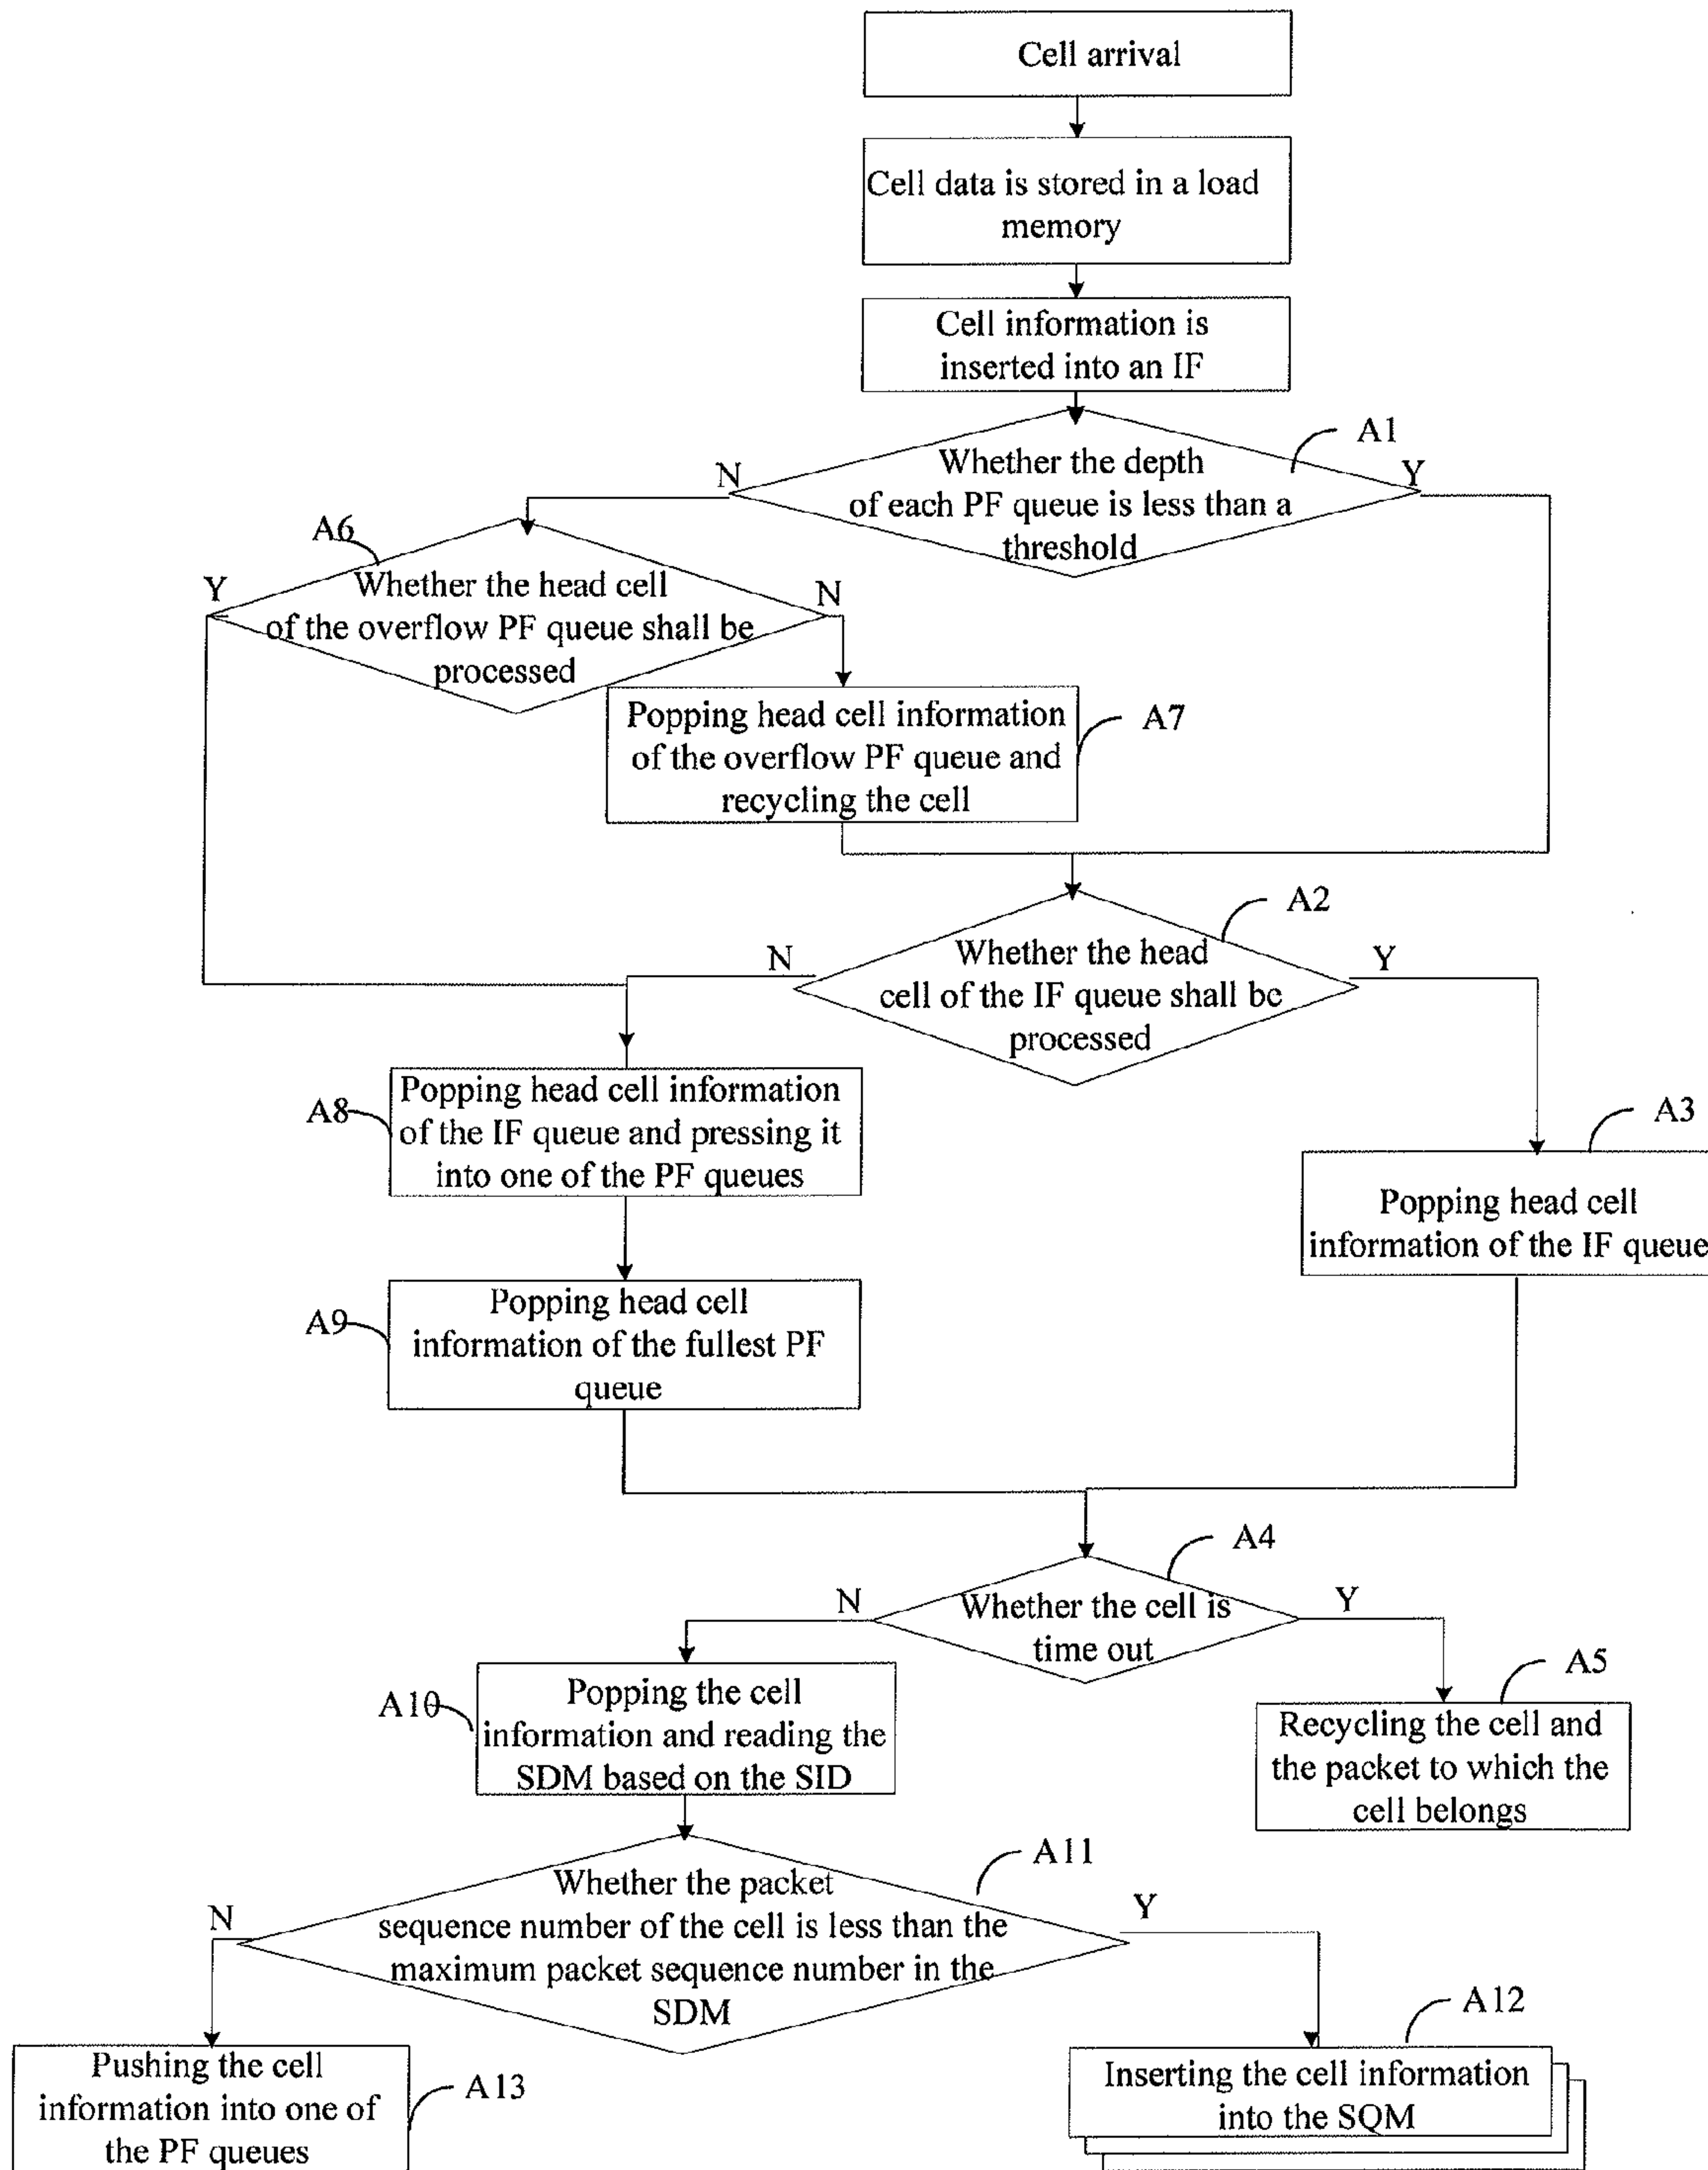 Cell arrival
Cell data is stored in a load
memory
Cell information is
inserted into an IF
A1
Whether the depth
of each PF queue is less than a
threshold
N
Y
A6
Whether the head cell
of the overflow PF queue shall be
processed
Y
N
Popping head cell information
of the overflow PF queue and
recycling the cell
A7
A2
Whether the head
cell of the IF queue shall be
processed
N
Y
A8
Popping head cell information
of the IF queue and pressing it
into one of the PF queues
A3
Popping head cell
information of the IF queue
A9
Popping head cell
information of the fullest PF
queue
A4
Whether the cell is
time out
N
Y
A10
Popping the cell
information and reading the
SDM based on the SID
A5
Recycling the cell and
the packet to which the
cell belongs
A11
Whether the packet
sequence number of the cell is less than the
maximum packet sequence number in the
SDM
N
Y
A12
Inserting the cell information
into the SQM
Pushing the cell
information into one of
the PF queues
A13